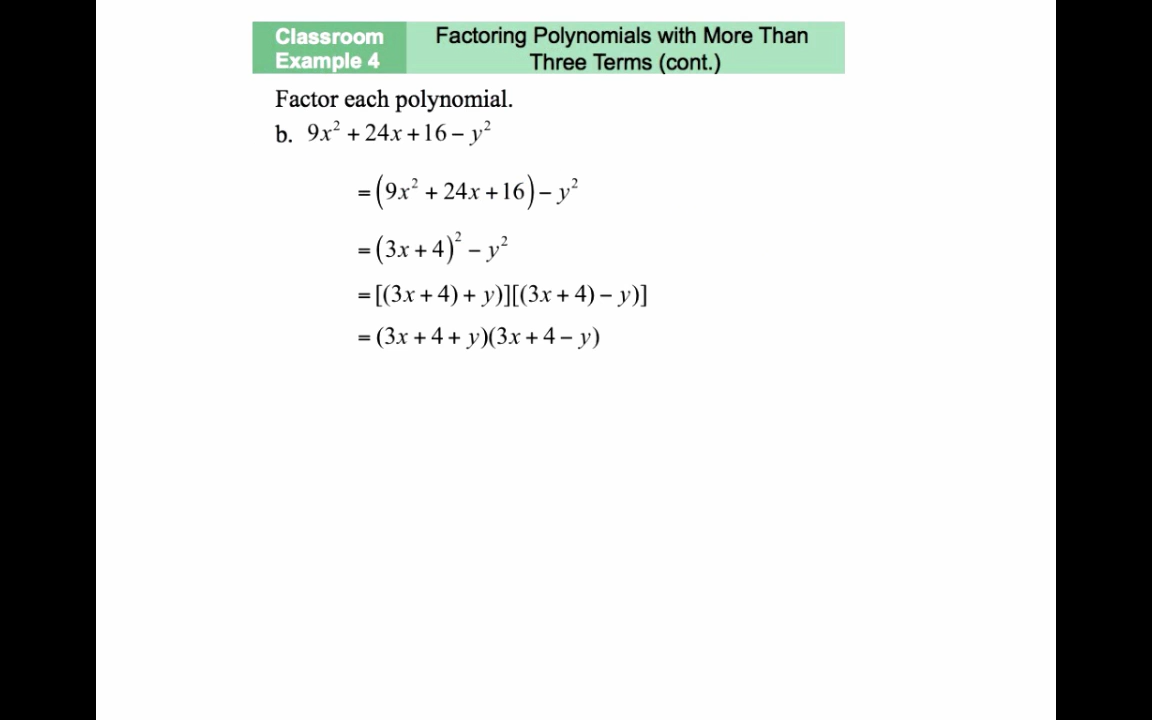 Classroom Example 4
Factoring Polynomials with More Than Three Terms (cont.)
Factor each polynomial.
b. 9x² + 24x + 16 – y²
= (9x² + 24x + 16) – y²
= (3x + 4)² – y²
= [(3x + 4) + y)][(3x + 4) – y)]
= (3x + 4 + y)(3x + 4 – y)